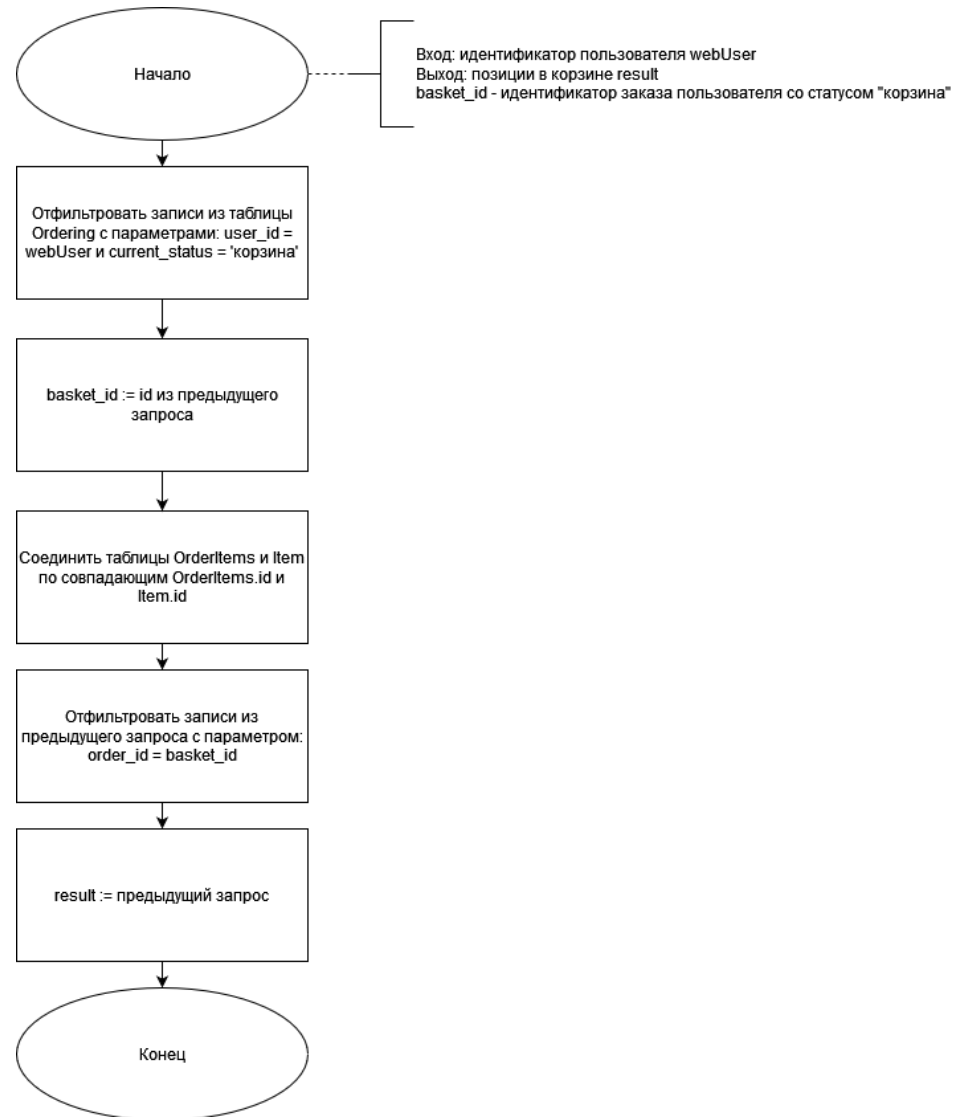 Начало
Вход: идентификатор пользователя webUser
Выход: позиции в корзине result
basket_id - идентификатор заказа пользователя со статусом "корзина"
Отфильтровать записи из таблицы
Ordering с параметрами: user_id =
webUser и current_status = 'корзина'
basket_id := id из предыдущего
запроса
Соединить таблицы OrderItems и Item
по совпадающим OrderItems.id и
Item.id
Отфильтровать записи из
предыдущего запроса с параметром:
order_id = basket_id
result := предыдущий запрос
Конец